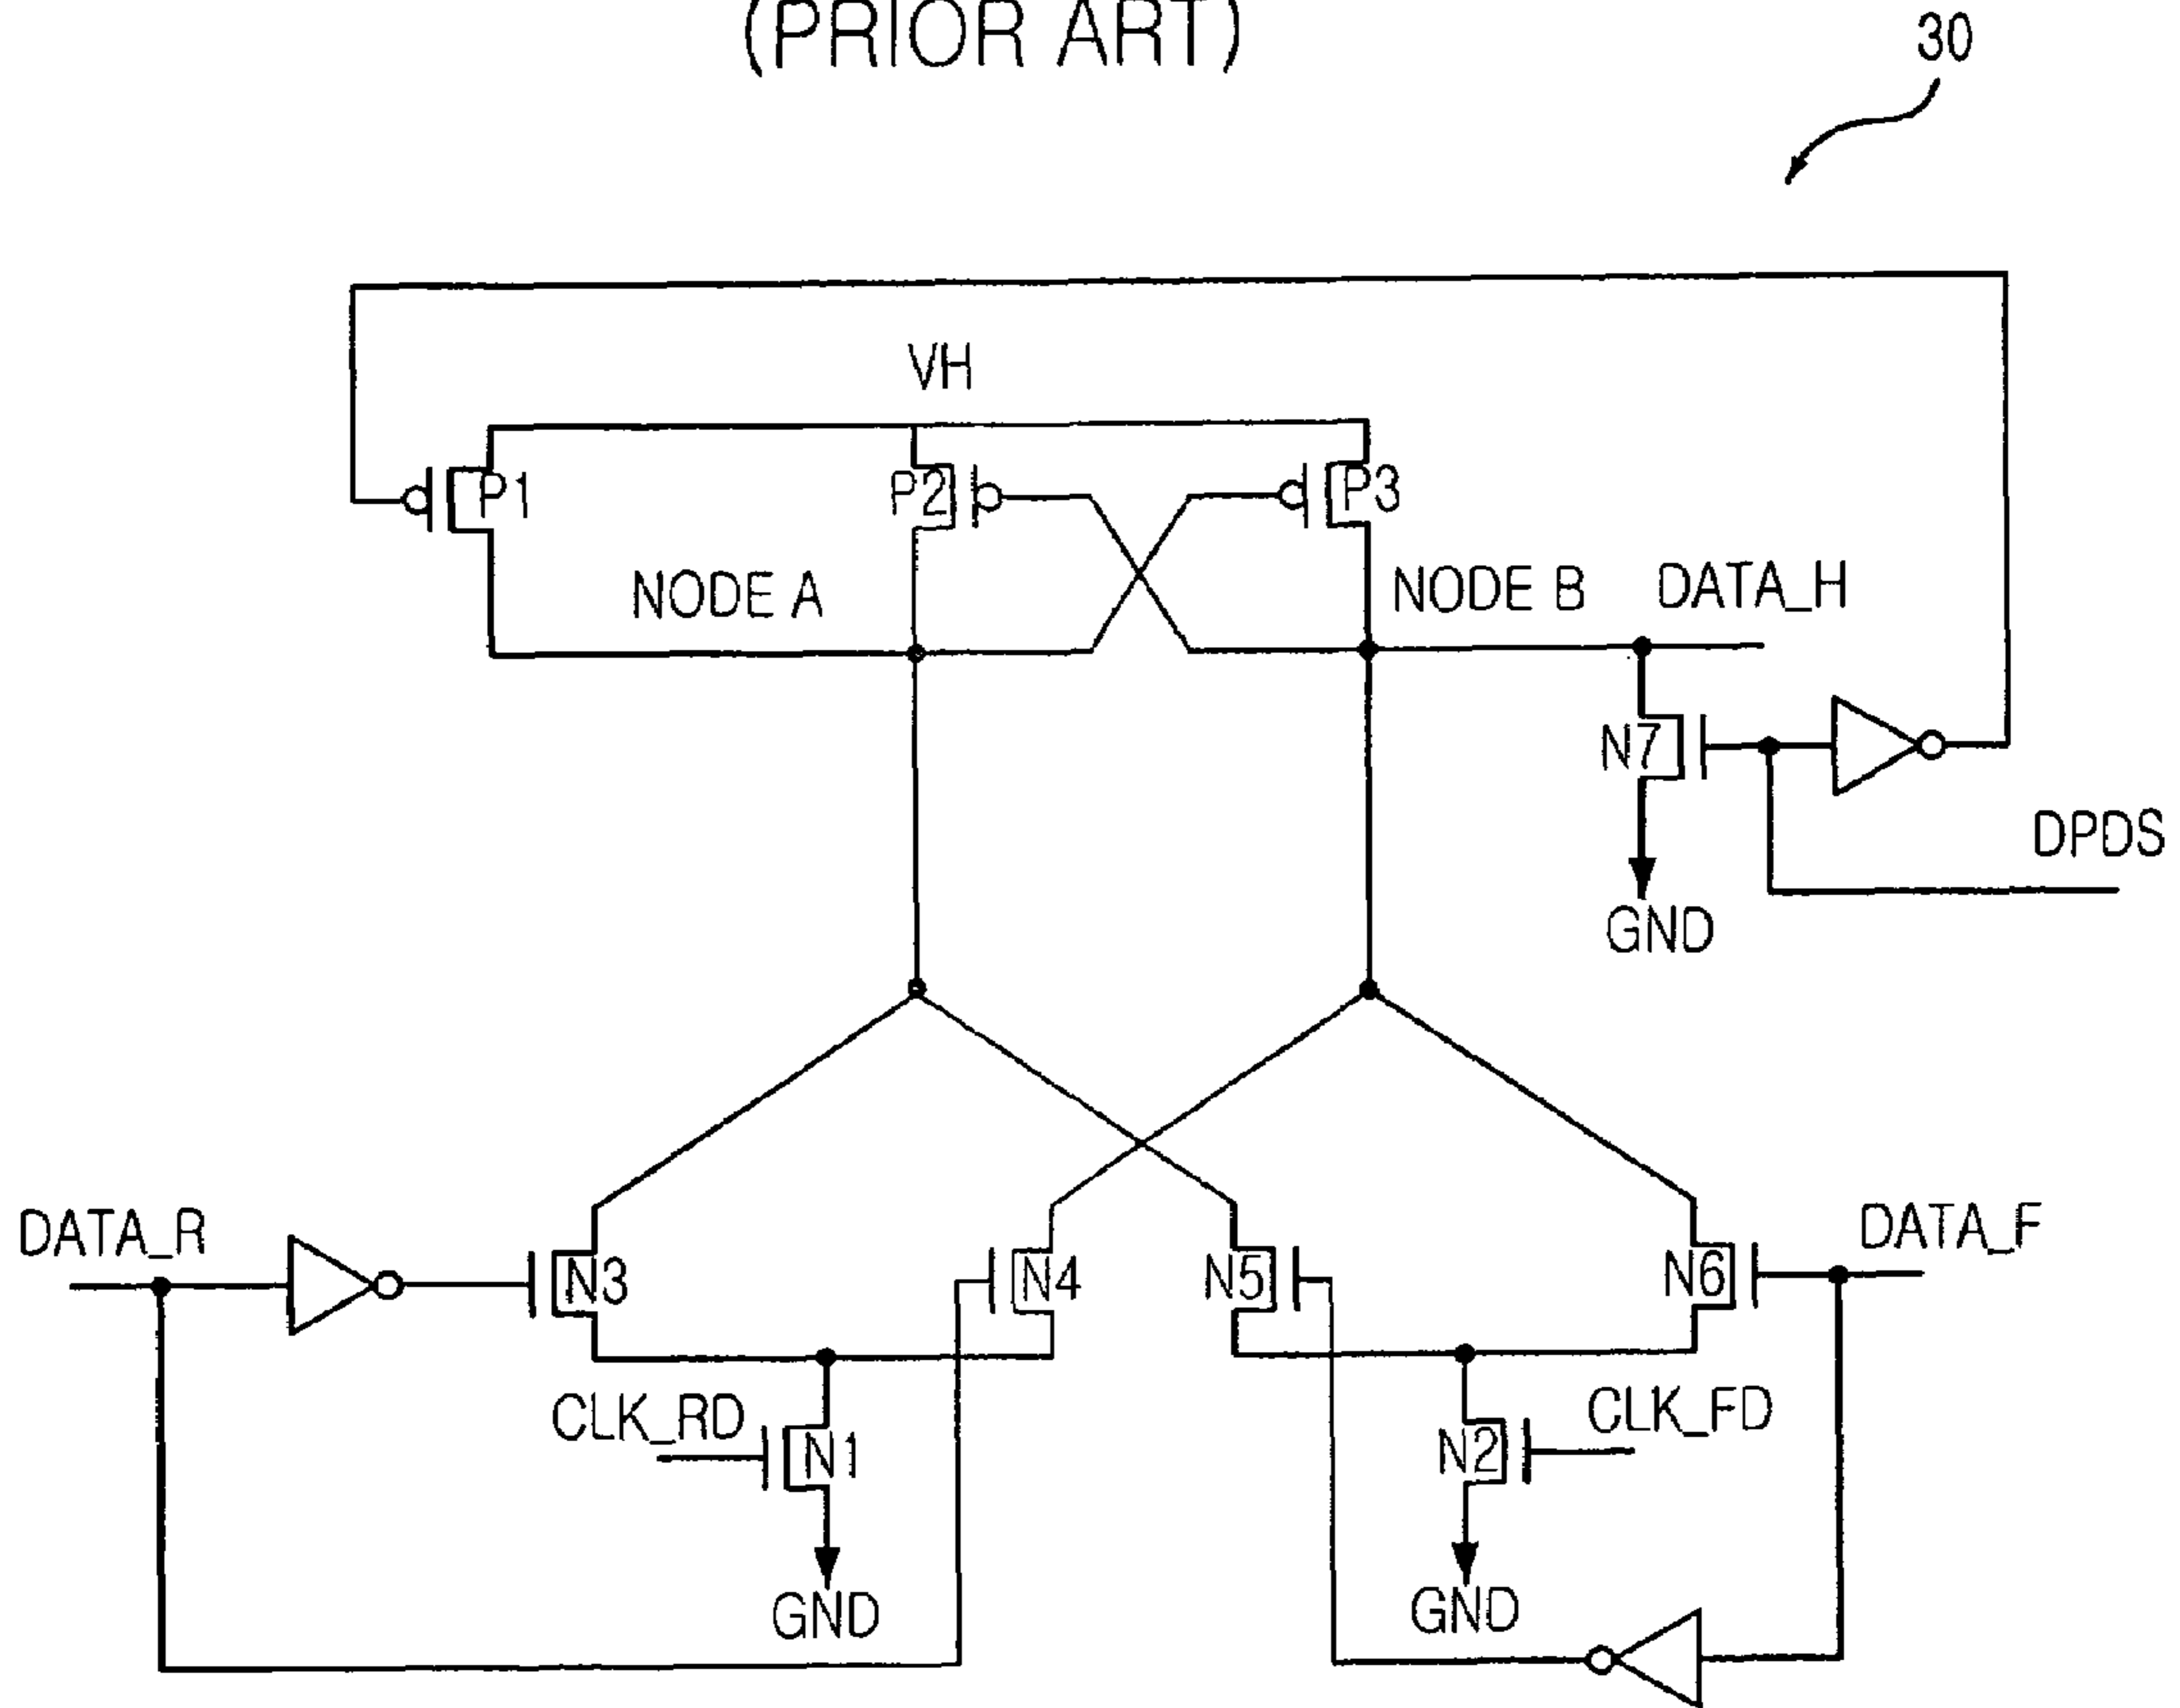 (PRIOR ART)
30
VH
P1
P2
P3
NODE A
NODE B
DATA_H
N7
DPDS
GND
DATA_R
N3
N4
N5
N6
DATA_F
CLK_RD
N1
CLK_FD
N2
GND
GND